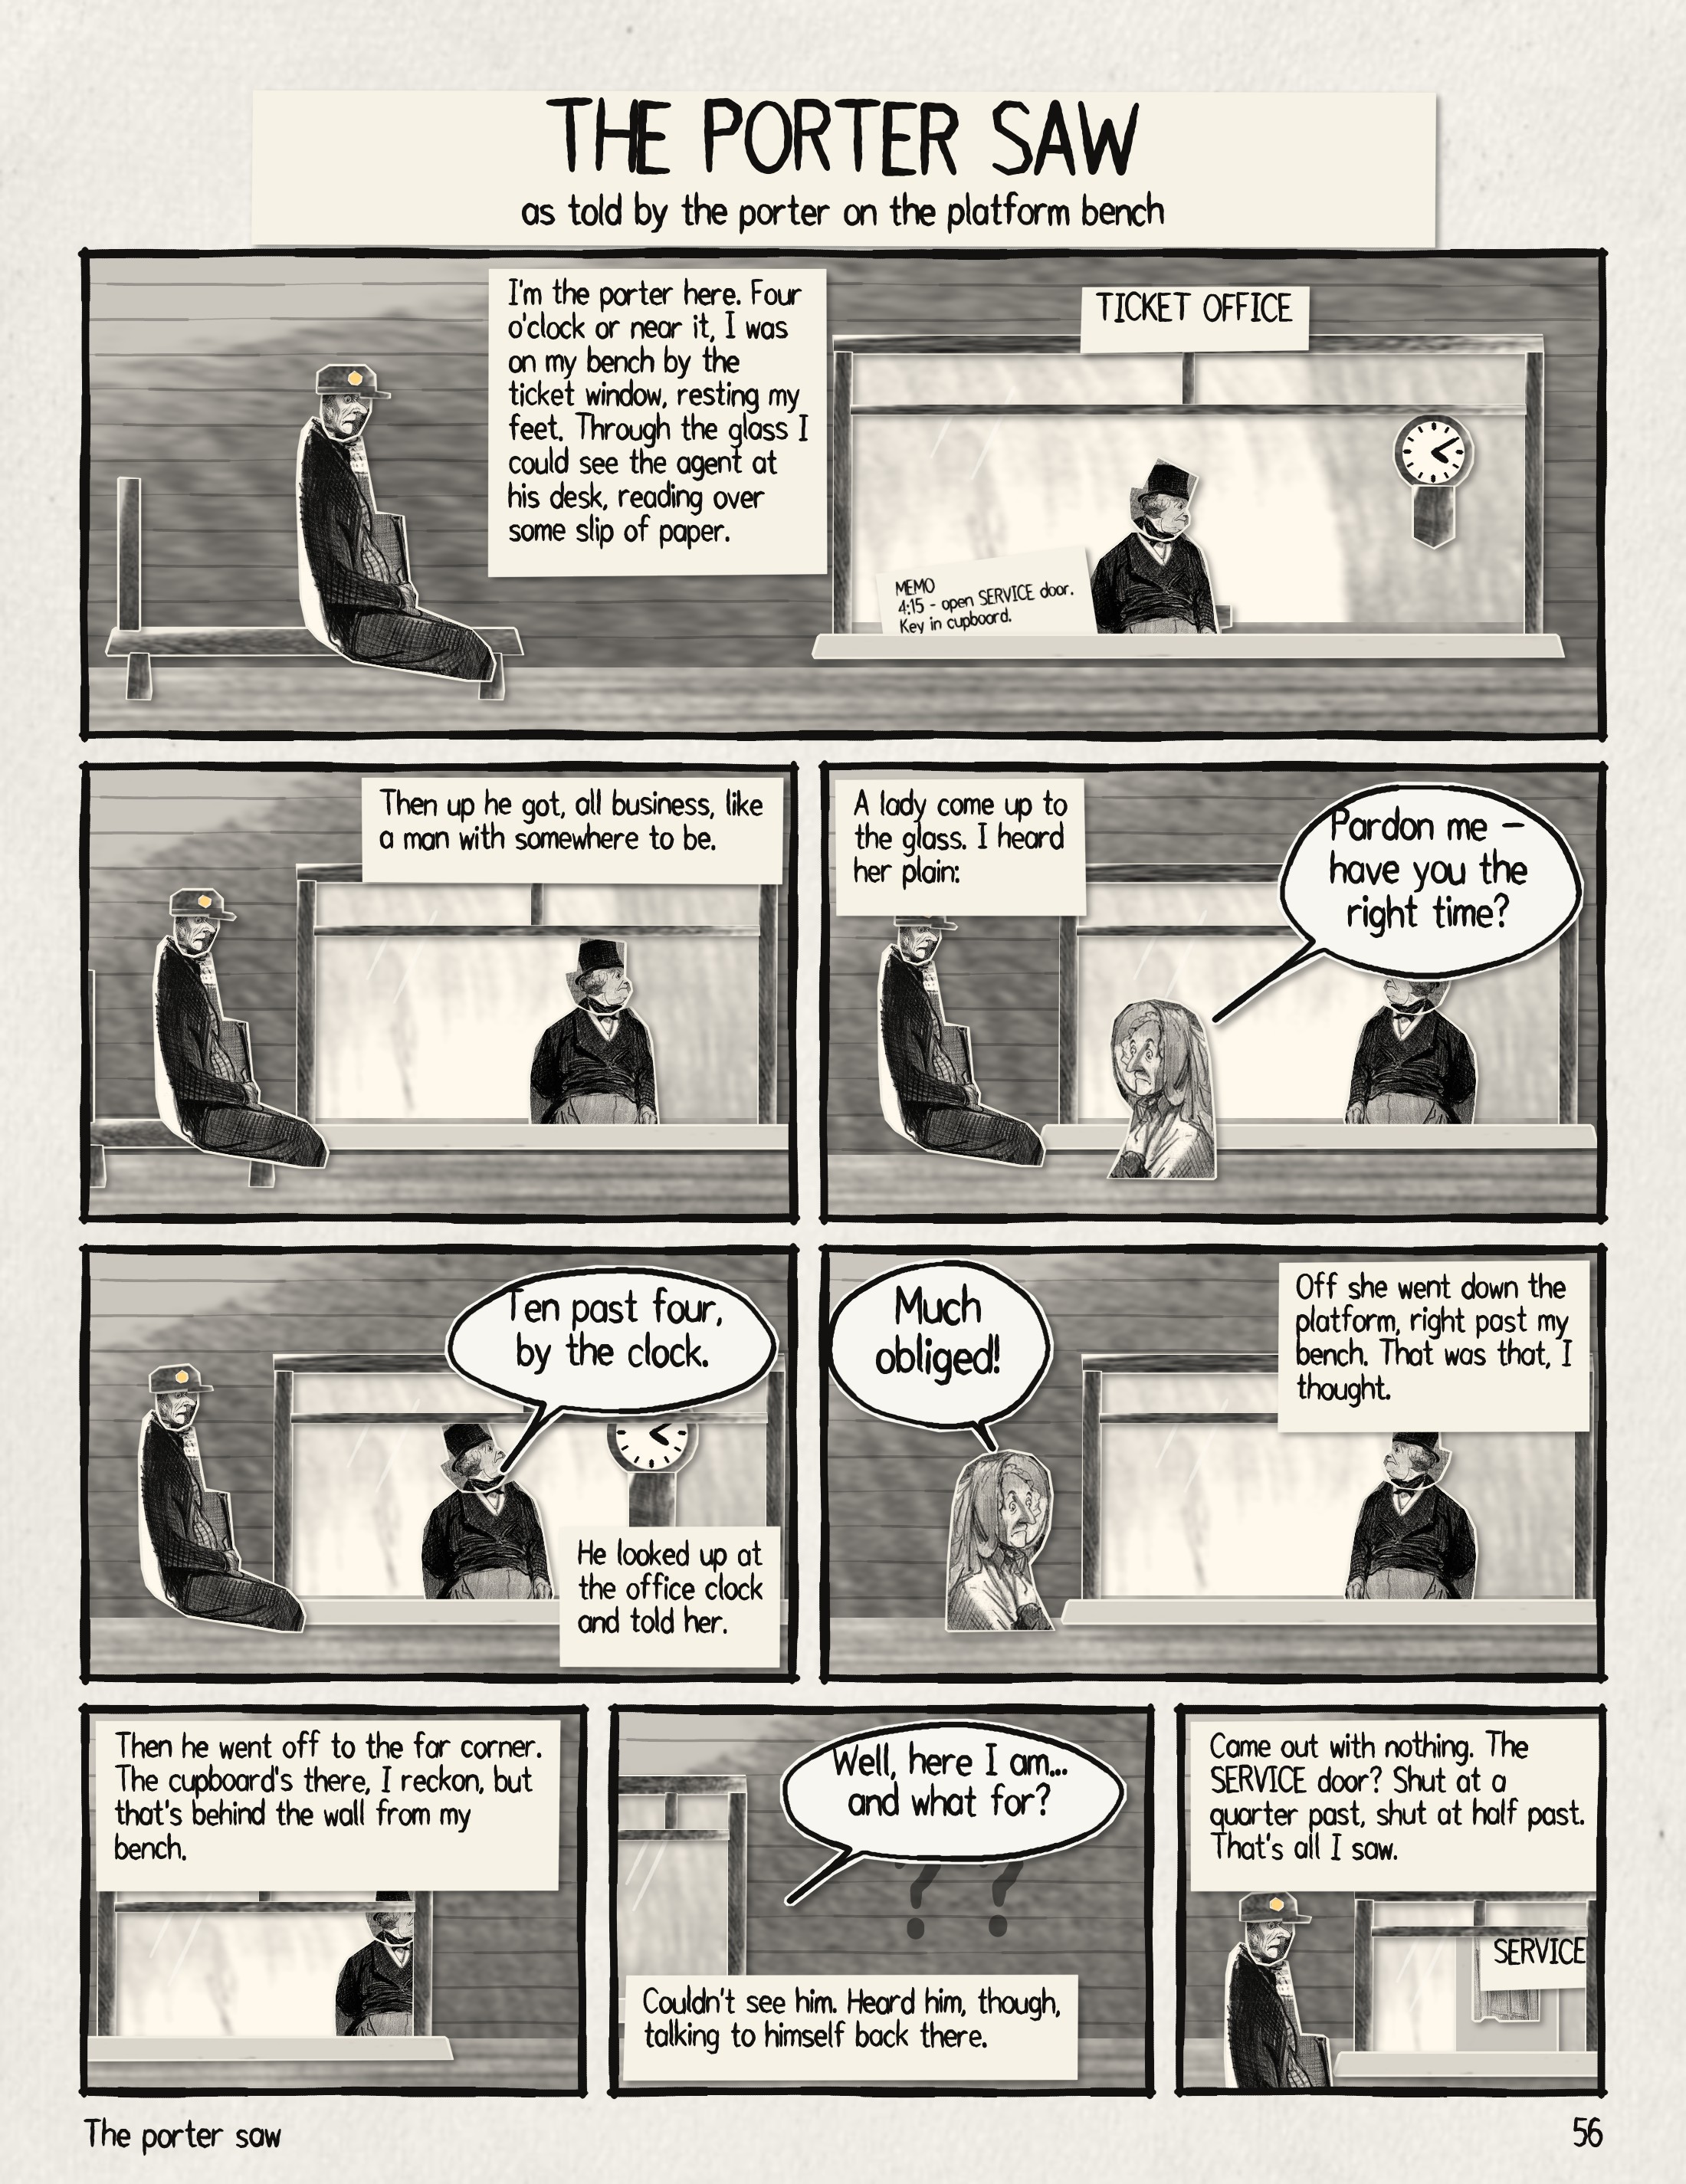 THE PORTER SAW
as told by the porter on the platform bench
I'm the porter here. Four
o'clock or near it, I was
on my bench by the
ticket window, resting my
feet. Through the glass I
could see the agent at
his desk, reading over
some slip of paper.
TICKET OFFICE
MEMO
4:15 - open SERVICE door.
Key in cupboard.
Then up he got, all business, like
a man with somewhere to be.
A lady come up to
the glass. I heard
her plain:
Pardon me —
have you the
right time?
Ten past four,
by the clock.
He looked up at
the office clock
and told her.
Much
obliged!
Off she went down the
platform, right past my
bench. That was that, I
thought.
Then he went off to the far corner.
The cupboard's there, I reckon, but
that's behind the wall from my
bench.
Well, here I am...
and what for?
? ?
Couldn't see him. Heard him, though,
talking to himself back there.
Came out with nothing. The
SERVICE door? Shut at a
quarter past, shut at half past.
That's all I saw.
SERVICE
The porter saw
56